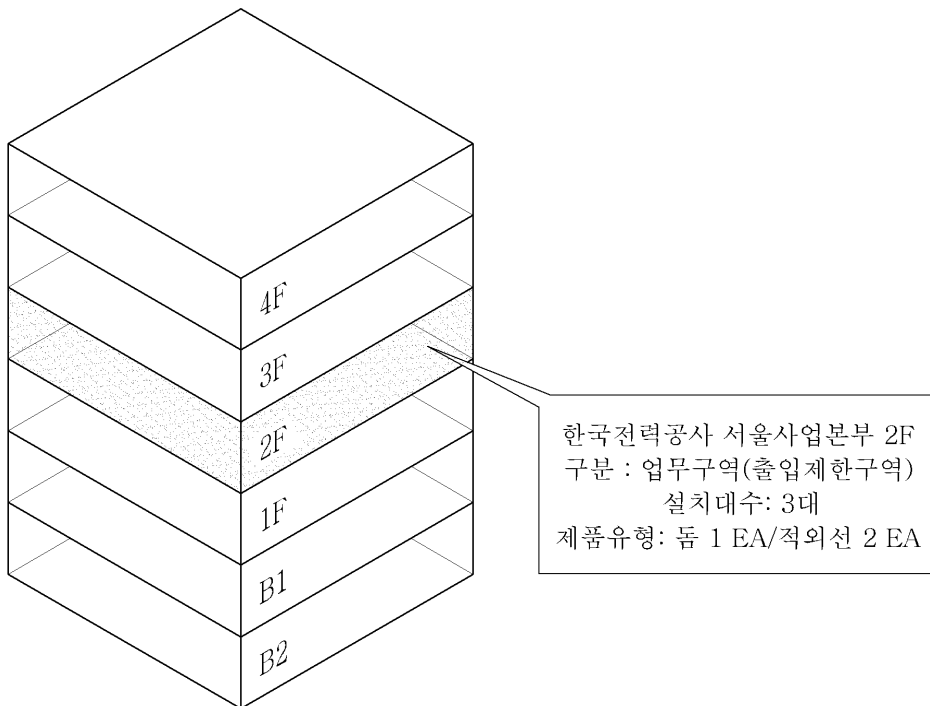 4F
3F
2F
1F
B1
B2
한국전력공사 서울사업본부 2F
구분 : 업무구역(출입제한구역)
설치대수: 3대
제품유형: 돔 1 EA/적외선 2 EA